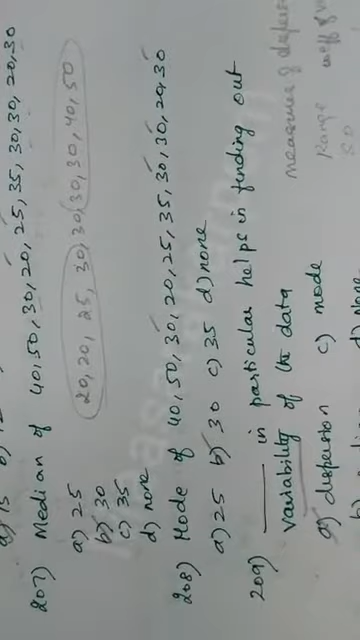 207) Median of 40,50,30,20,25,35,30,30,20,30
20,20,25,30,30,30,30,40,50
a) 25
b) 30
c) 35
d) none
208) Mode of 40,50,30,20,25,35,30,30,20,30
a) 25 b) 30 c) 35 d) none
209) ____ in particular helps in finding out
variability of the data
measures of
Range
SD
a) dispersion c) mode
d) none